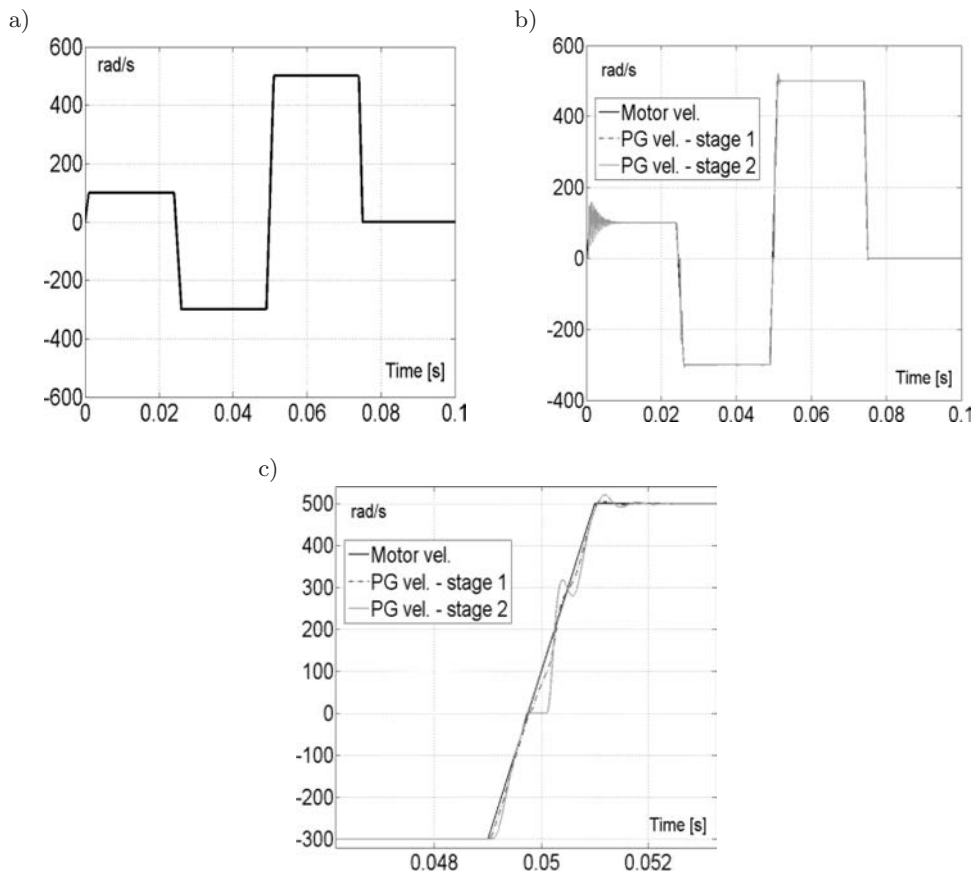 a)
600
rad/s
400
200
0
-200
-400
Time [s]
-600
0 0.02 0.04 0.06 0.08 0.1
b)
600
rad/s
Motor vel.
400
PG vel. - stage 1
PG vel. - stage 2
200
0
-200
Time [s]
-400
0 0.02 0.04 0.06 0.08 0.1
c)
500
rad/s
400
Motor vel.
300
PG vel. - stage 1
PG vel. - stage 2
200
100
0
-100
-200
Time [s]
-300
0.048 0.05 0.052